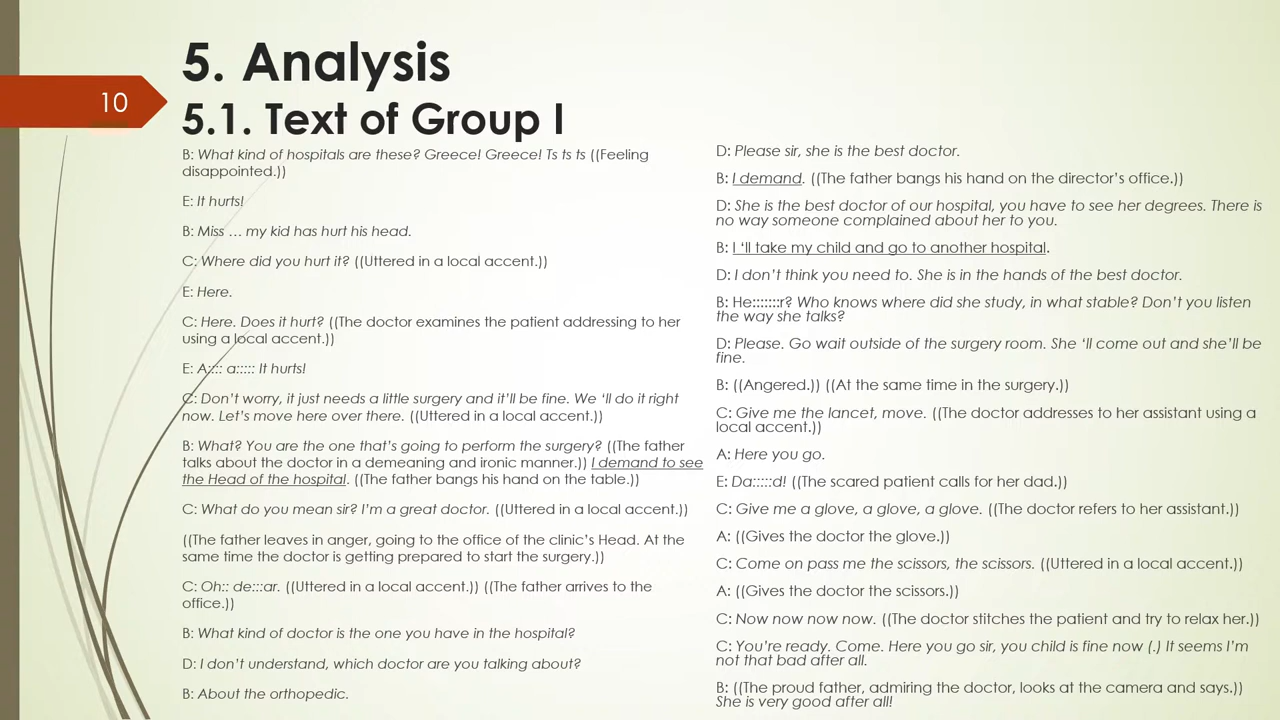 5. Analysis
10
5.1. Text of Group I
B: What kind of hospitals are these? Greece! Greece! Ts ts ts ((Feeling
disappointed.))
E: It hurts!
B: Miss … my kid has hurt his head.
C: Where did you hurt it? ((Uttered in a local accent.))
E: Here.
C: Here. Does it hurt? ((The doctor examines the patient addressing to her
using a local accent.))
E: A:::: a::::: It hurts!
C: Don't worry, it just needs a little surgery and it'll be fine. We 'll do it right
now. Let's move here over there. ((Uttered in a local accent.))
B: What? You are the one that's going to perform the surgery? ((The father
talks about the doctor in a demeaning and ironic manner.)) I demand to see
the Head of the hospital. ((The father bangs his hand on the table.))
C: What do you mean sir? I'm a great doctor. ((Uttered in a local accent.))
((The father leaves in anger, going to the office of the clinic's Head. At the
same time the doctor is getting prepared to start the surgery.))
C: Oh:: de:::ar. ((Uttered in a local accent.)) ((The father arrives to the
office.))
B: What kind of doctor is the one you have in the hospital?
D: I don't understand, which doctor are you talking about?
B: About the orthopedic.
D: Please sir, she is the best doctor.
B: I demand. ((The father bangs his hand on the director's office.))
D: She is the best doctor of our hospital, you have to see her degrees. There is
no way someone complained about her to you.
B: I 'll take my child and go to another hospital.
D: I don't think you need to. She is in the hands of the best doctor.
B: He:::::::r? Who knows where did she study, in what stable? Don't you listen
the way she talks?
D: Please. Go wait outside of the surgery room. She 'll come out and she'll be
fine.
B: ((Angered.)) ((At the same time in the surgery.))
C: Give me the lancet, move. ((The doctor addresses to her assistant using a
local accent.))
A: Here you go.
E: Da:::::d! ((The scared patient calls for her dad.))
C: Give me a glove, a glove, a glove. ((The doctor refers to her assistant.))
A: ((Gives the doctor the glove.))
C: Come on pass me the scissors, the scissors. ((Uttered in a local accent.))
A: ((Gives the doctor the scissors.))
C: Now now now now. ((The doctor stitches the patient and try to relax her.))
C: You're ready. Come. Here you go sir, you child is fine now (.) It seems I'm
not that bad after all.
B: ((The proud father, admiring the doctor, looks at the camera and says.))
She is very good after all!